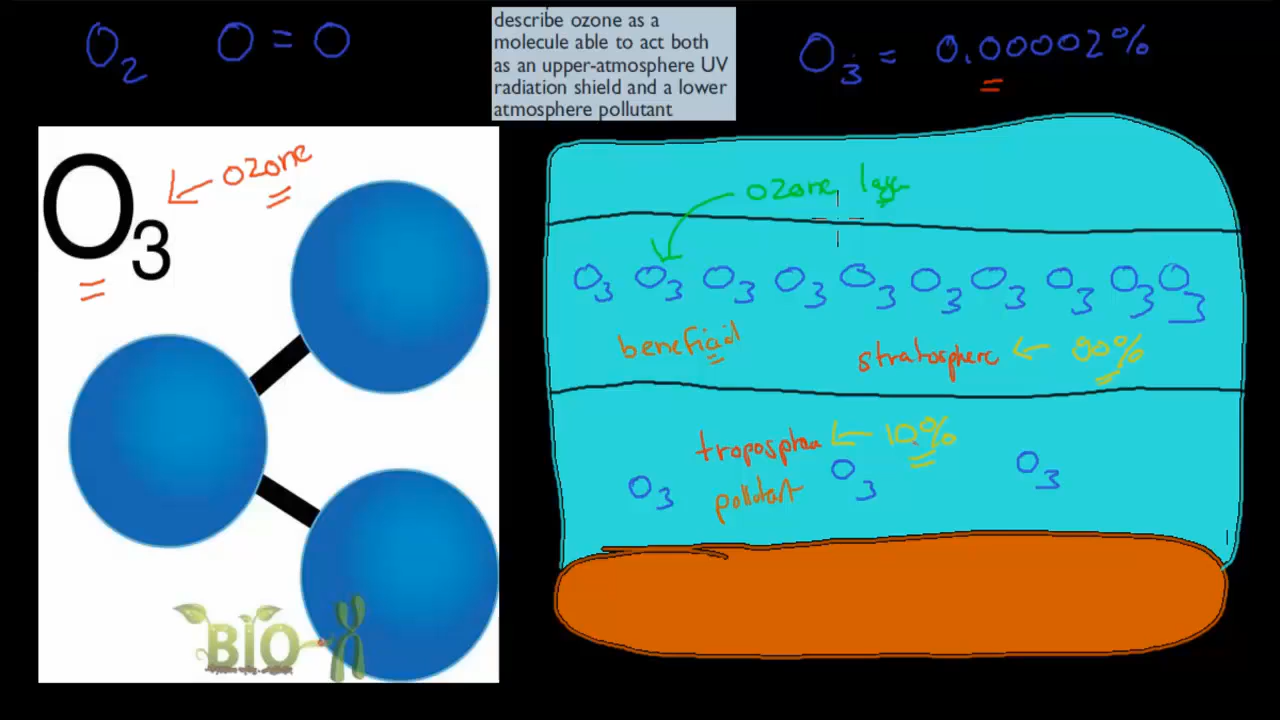 O2 O = O
describe ozone as a
molecule able to act both
as an upper-atmosphere UV
radiation shield and a lower
atmosphere pollutant
O3 = 0.00002%
O3 ← ozone
ozone
O3 O3 O3 O3 O3 O3 O3 O3 O3 O3
beneficial
stratosphere ← 90%
troposphere ← 10%
O3 pollutant O3 O3
BIO